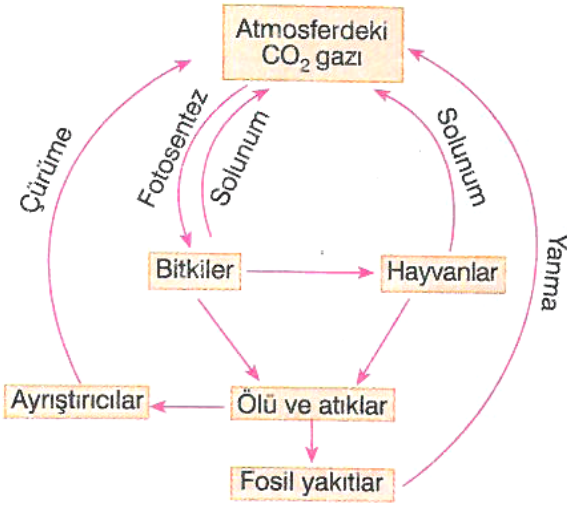 Atmosferdeki
CO₂ gazı
Çürüme
Fotosentez
Solunum
Solunum
Yanma
Bitkiler
Hayvanlar
Ayrıştırıcılar
Ölü ve atıklar
Fosil yakıtlar